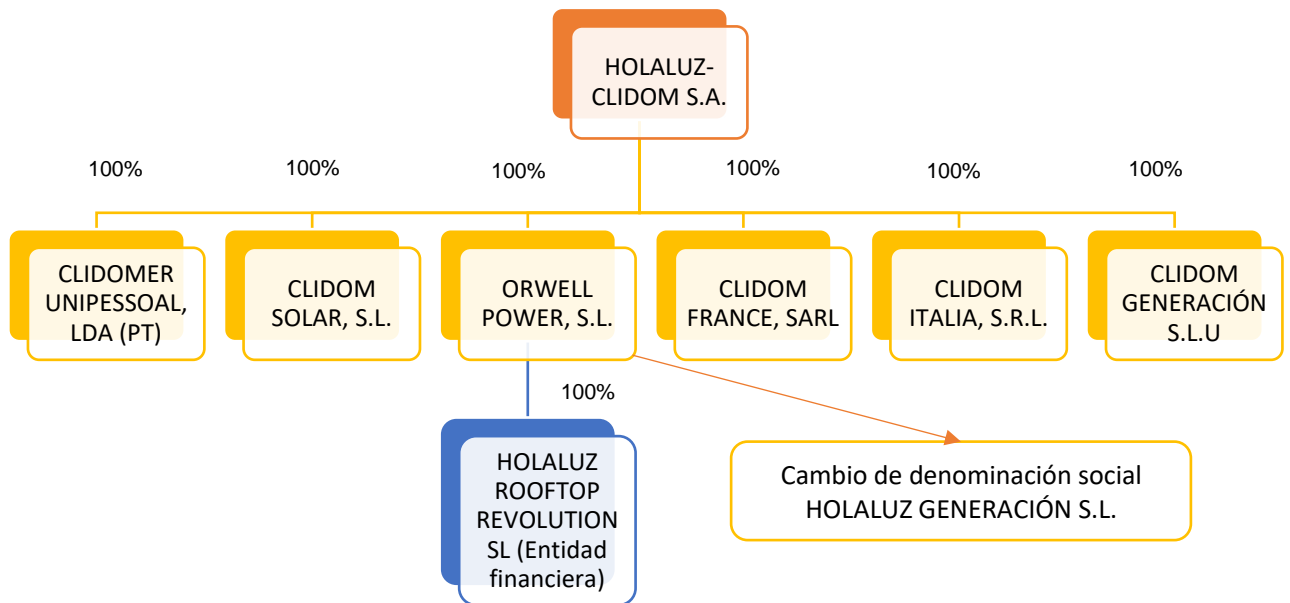 HOLALUZ-
CLIDOM S.A.
100%
100%
100%
100%
100%
100%
CLIDOMER
UNIPESSOAL,
LDA (PT)
CLIDOM
SOLAR, S.L.
ORWELL
POWER, S.L.
CLIDOM
FRANCE, SARL
CLIDOM
ITALIA, S.R.L.
CLIDOM
GENERACIÓN
S.L.U
100%
HOLALUZ
ROOFTOP
REVOLUTION
SL (Entidad
financiera)
Cambio de denominación social
HOLALUZ GENERACIÓN S.L.